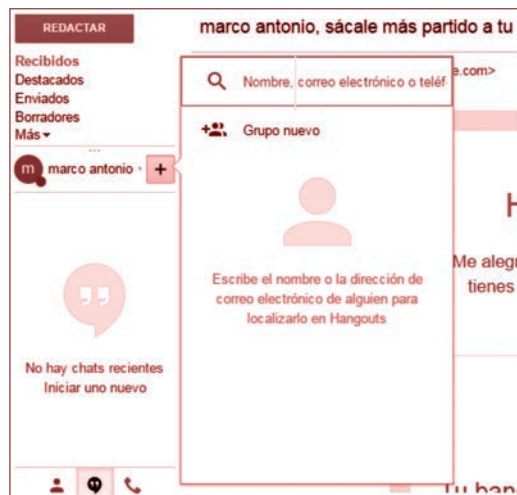 REDACTAR
marco antonio, sácale más partido a tu
Recibidos
Destacados
Enviados
Borradores
Más
m marco antonio
Nombre, correo electrónico o teléf
e.com>
Grupo nuevo
Escribe el nombre o la dirección de
correo electrónico de alguien para
localizarlo en Hangouts
H
Me alegr
tienes
No hay chats recientes
Iniciar uno nuevo
Tu ban